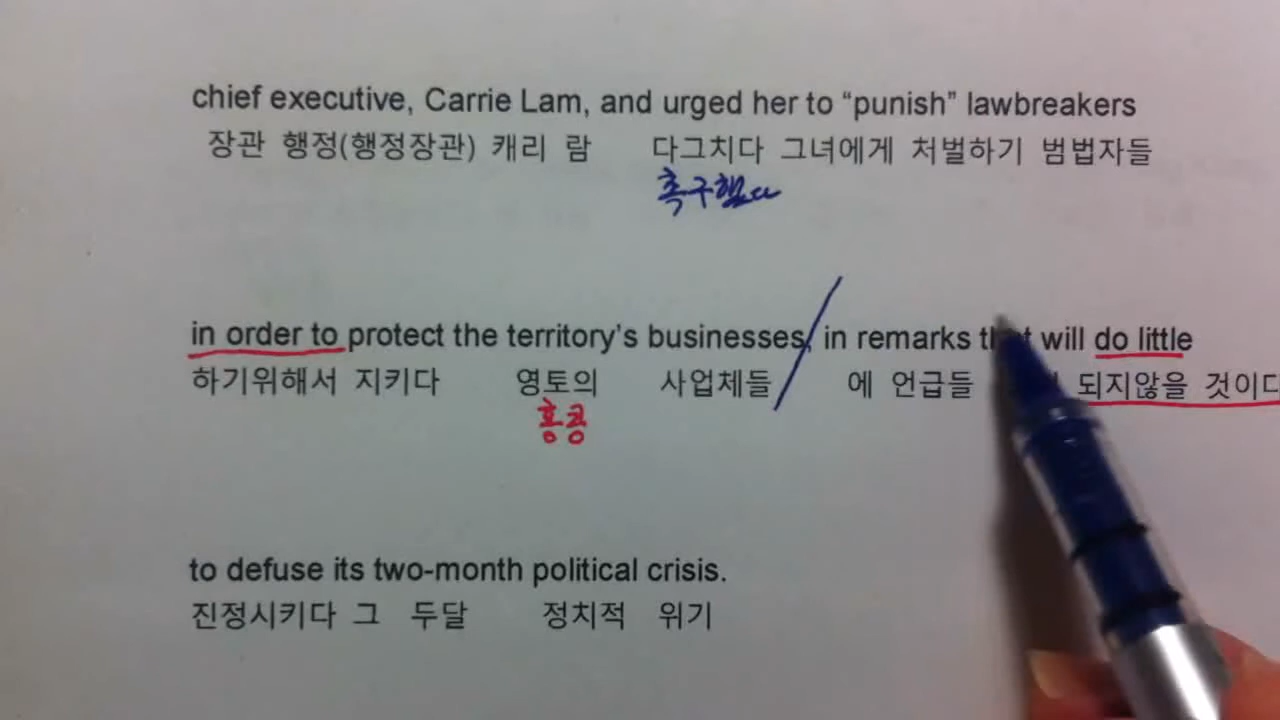 chief executive, Carrie Lam, and urged her to “punish” lawbreakers
장관 행정(행정장관) 캐리 람 다그치다 그녀에게 처벌하기 범법자들
촉구했다
in order to protect the territory's businesses, in remarks that will do little
하기위해서 지키다 영토의 사업체들 에 언급들 되지않을 것이다
홍콩
to defuse its two-month political crisis.
진정시키다 그 두달 정치적 위기